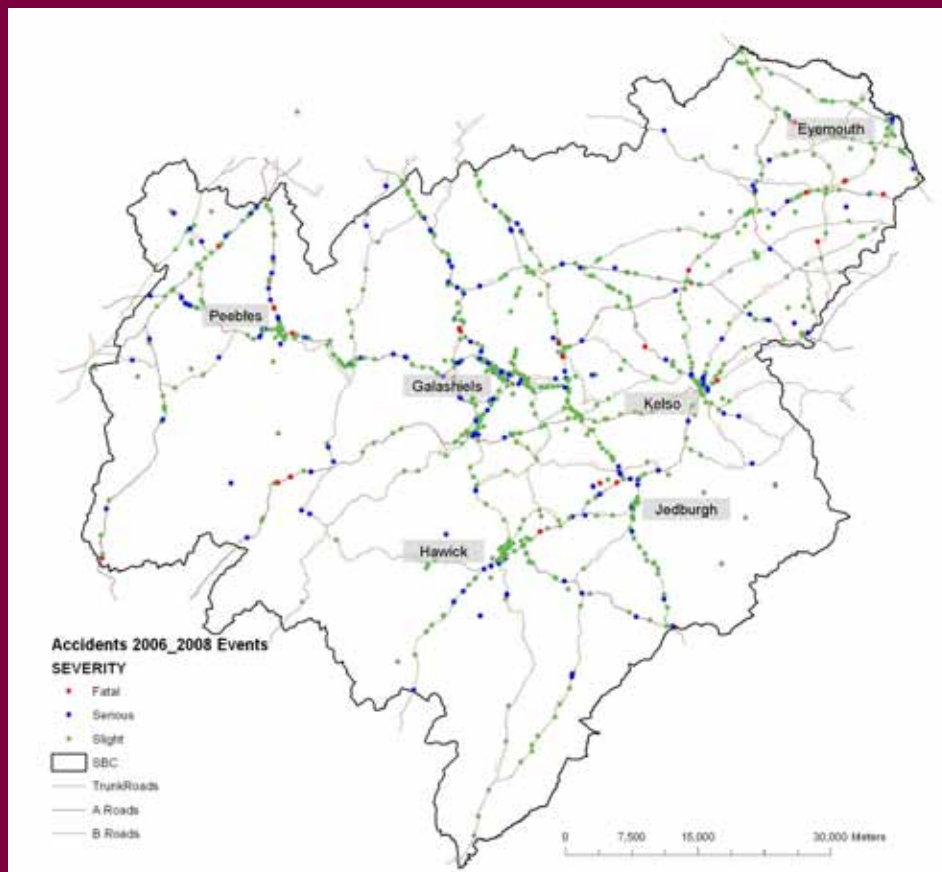 Eyemouth
Peebles
Galashiels
Kelso
Jedburgh
Hawick
Accidents 2006_2008 Events
SEVERITY
Fatal
Serious
Slight
SBC
TrunkRoads
A Roads
B Roads
0 7,500 15,000 30,000 Meters